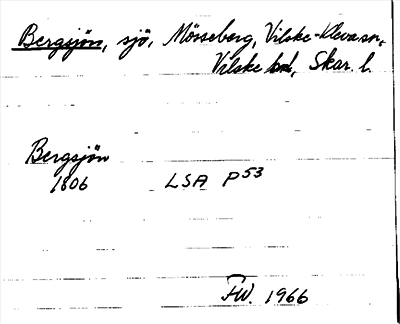 Bergsjön, sjö, Mösseberg, Vilske-Kleva sn,
Vilske hd, Skar. l.
Bergsjön
1806 LSA P53
FW. 1966